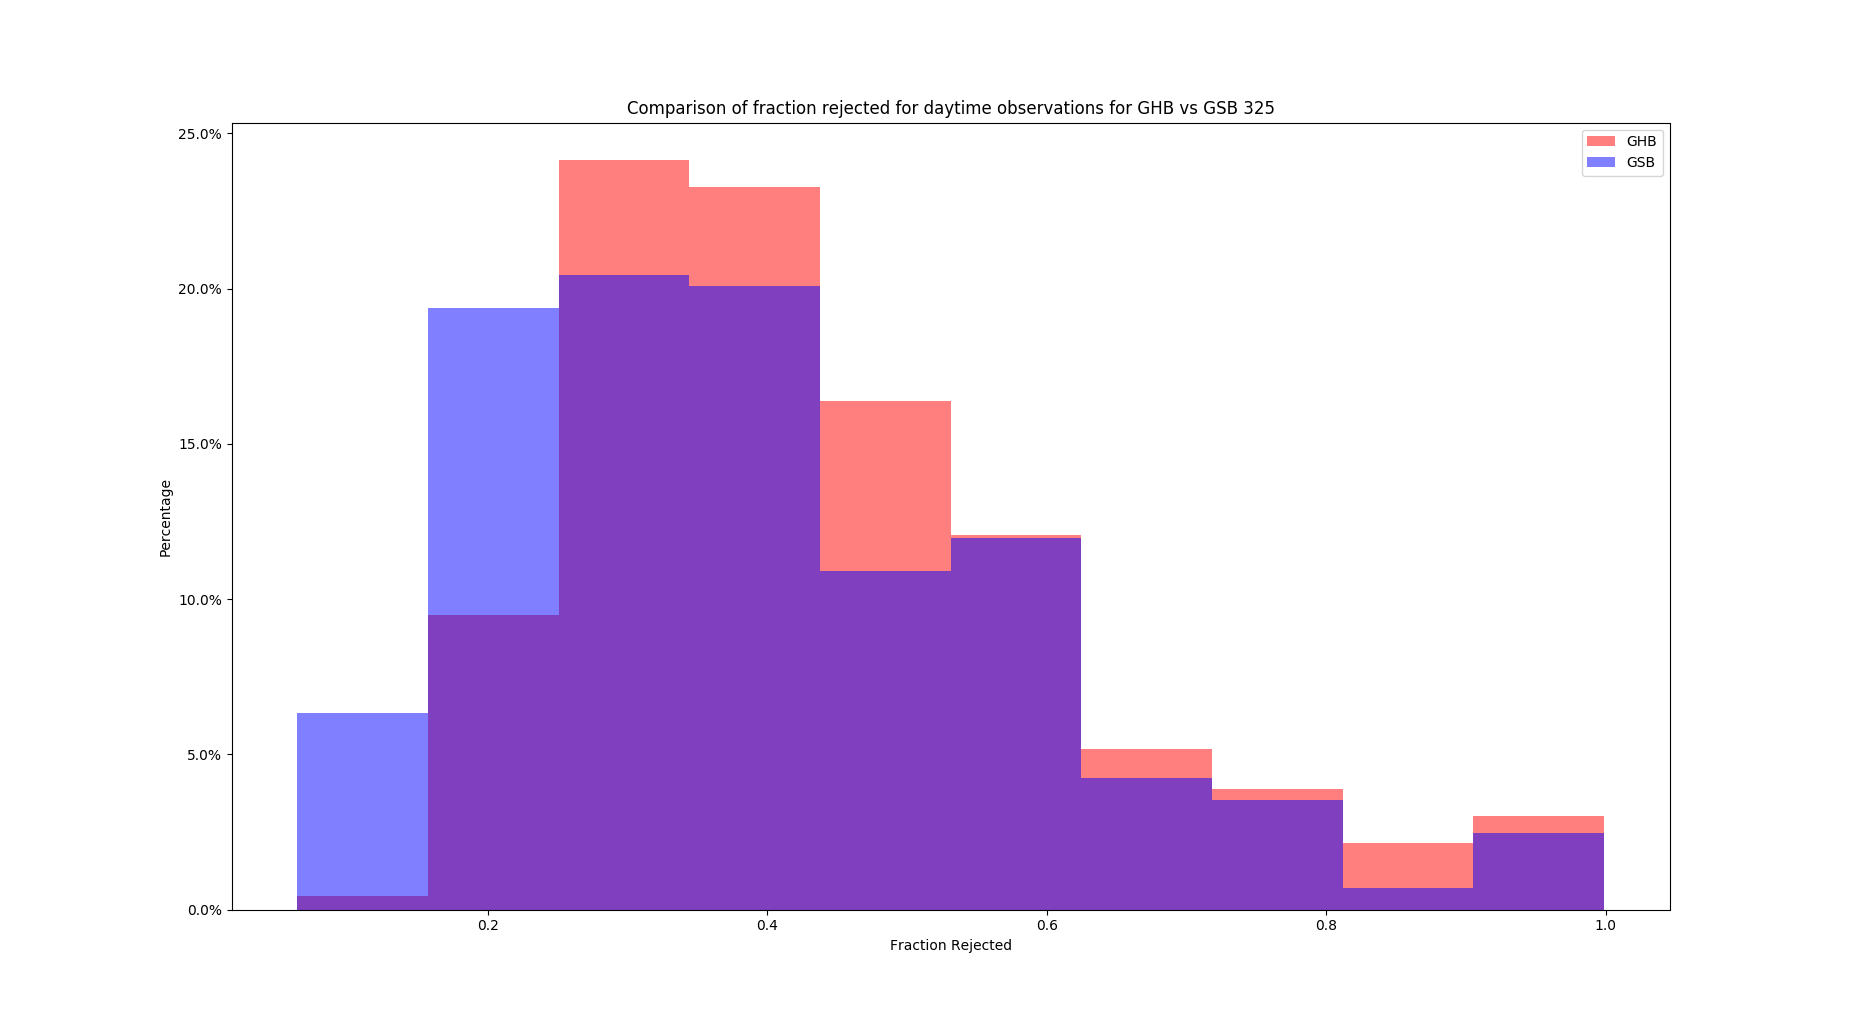 Comparison of fraction rejected for daytime observations for GHB vs GSB 325
25.0%
20.0%
15.0%
10.0%
5.0%
0.0%
Percentage
GHB
GSB
0.2 0.4 0.6 0.8 1.0
Fraction Rejected